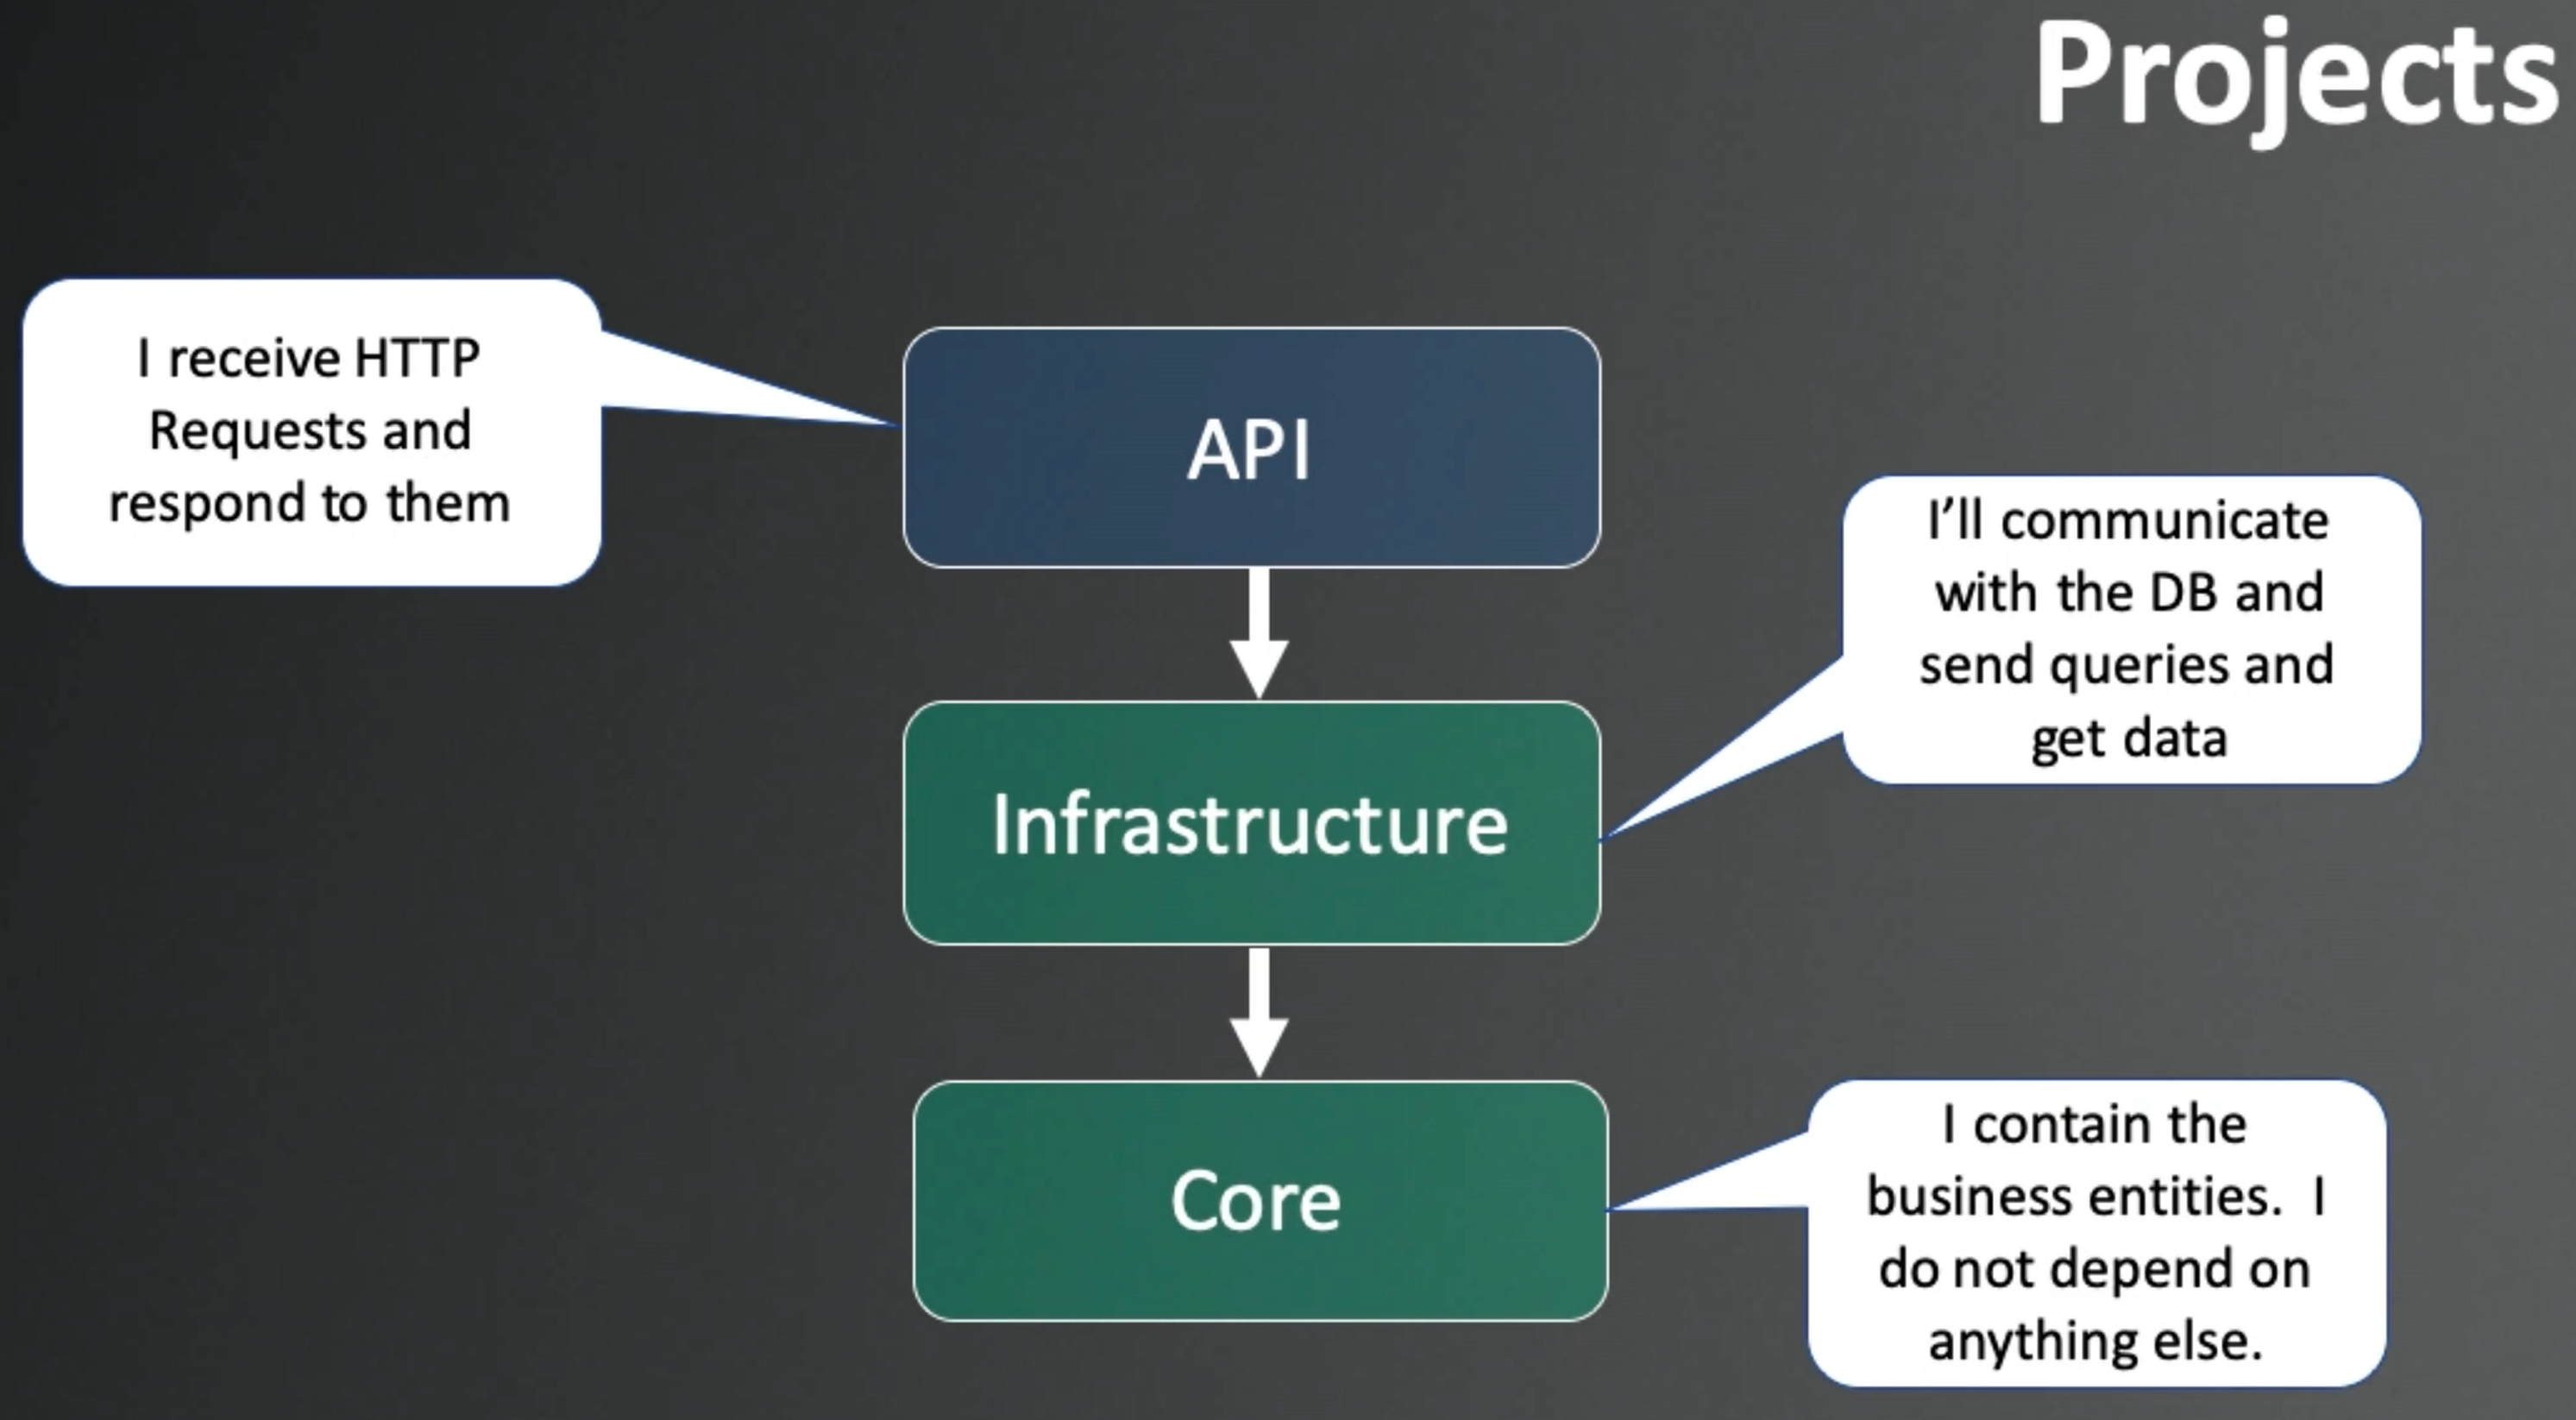 Projects
I receive HTTP
Requests and
respond to them
API
I’ll communicate
with the DB and
send queries and
get data
Infrastructure
Core
I contain the
business entities.  I
do not depend on
anything else.